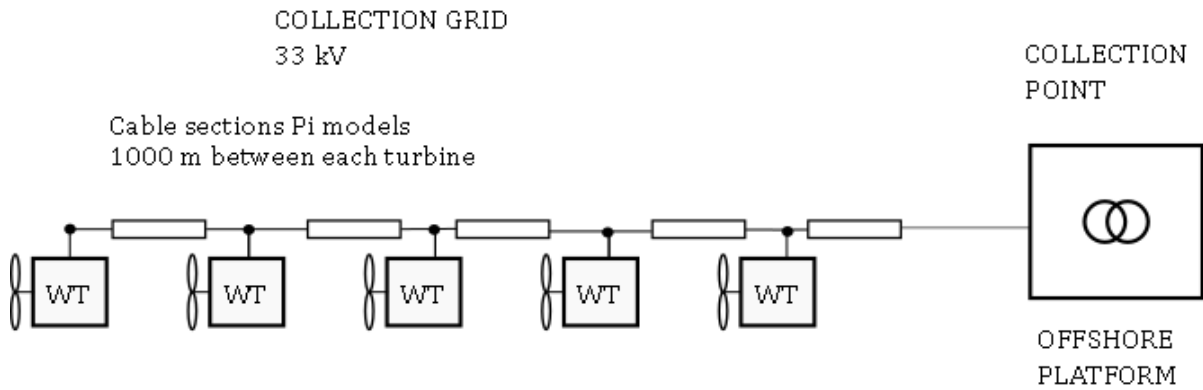 COLLECTION GRID
33 kV
COLLECTION
POINT
Cable sections Pi models
1000 m between each turbine
WT
WT
WT
WT
WT
OFFSHORE
PLATFORM